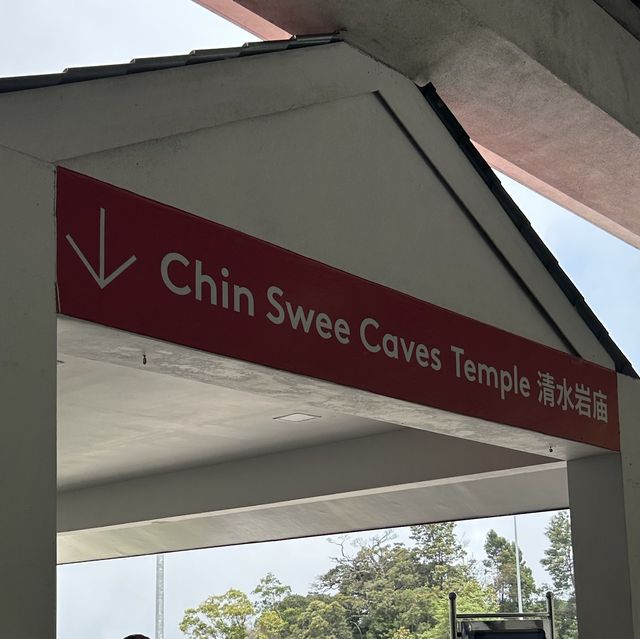 Chin Swee Caves Temple 清水岩庙